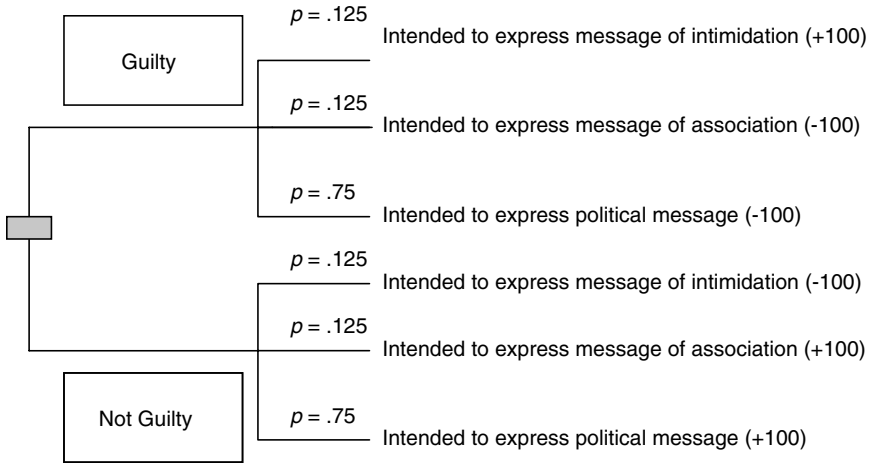 p = .125
Intended to express message of intimidation (+100)
Guilty
p = .125
Intended to express message of association (-100)
p = .75
Intended to express political message (-100)
p = .125
Intended to express message of intimidation (-100)
p = .125
Intended to express message of association (+100)
Not Guilty
p = .75
Intended to express political message (+100)